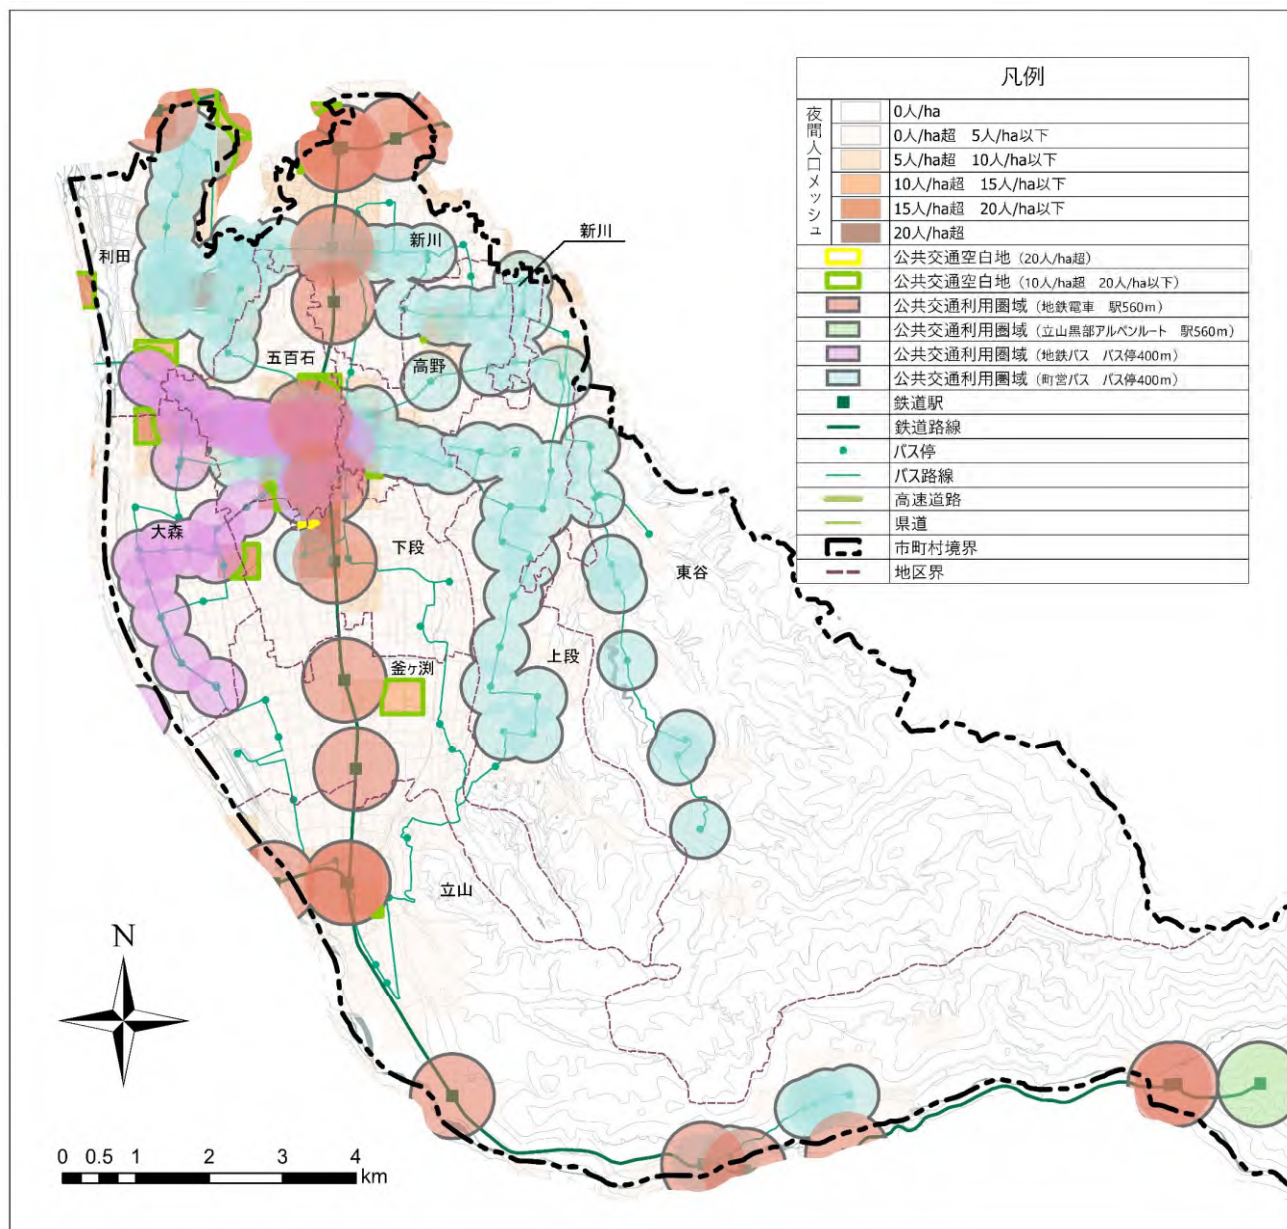 凡例
夜間人口メッシュ
0人/ha
0人/ha超 5人/ha以下
5人/ha超 10人/ha以下
10人/ha超 15人/ha以下
15人/ha超 20人/ha以下
20人/ha超
公共交通空白地（20人/ha超）
公共交通空白地（10人/ha超 20人/ha以下）
公共交通利用圏域（地鉄電車 駅560m）
公共交通利用圏域（立山黒部アルペンルート 駅560m）
公共交通利用圏域（地鉄バス バス停400m）
公共交通利用圏域（町営バス バス停400m）
鉄道駅
鉄道路線
バス停
バス路線
高速道路
県道
市町村境界
地区界
新川
新川
利田
五百石
高野
大森
下段
東谷
上段
釜ヶ渕
立山
N
0 0.5 1 2 3 4
km